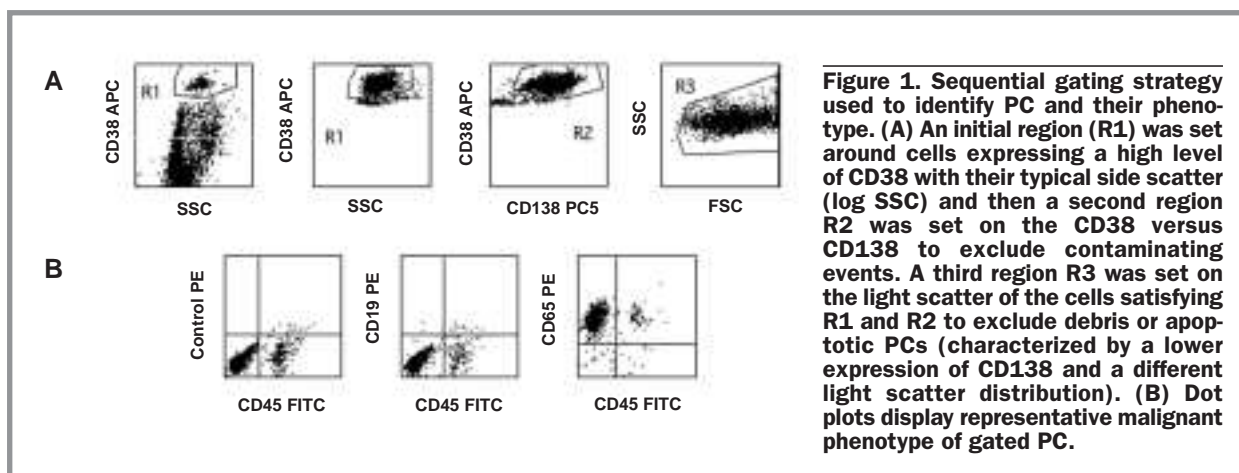 A
CD38 APC
R1
SSC
CD38 APC
R1
SSC
CD38 APC
R2
CD138 PC5
SSC
R3
FSC
B
Control PE
CD45 FITC
CD19 PE
CD45 FITC
CD65 PE
CD45 FITC
Figure 1. Sequential gating strategy
used to identify PC and their pheno-
type. (A) An initial region (R1) was set
around cells expressing a high level
of CD38 with their typical side scatter
(log SSC) and then a second region
R2 was set on the CD38 versus
CD138 to exclude contaminating
events. A third region R3 was set on
the light scatter of the cells satisfying
R1 and R2 to exclude debris or apop-
totic PCs (characterized by a lower
expression of CD138 and a different
light scatter distribution). (B) Dot
plots display representative malignant
phenotype of gated PC.